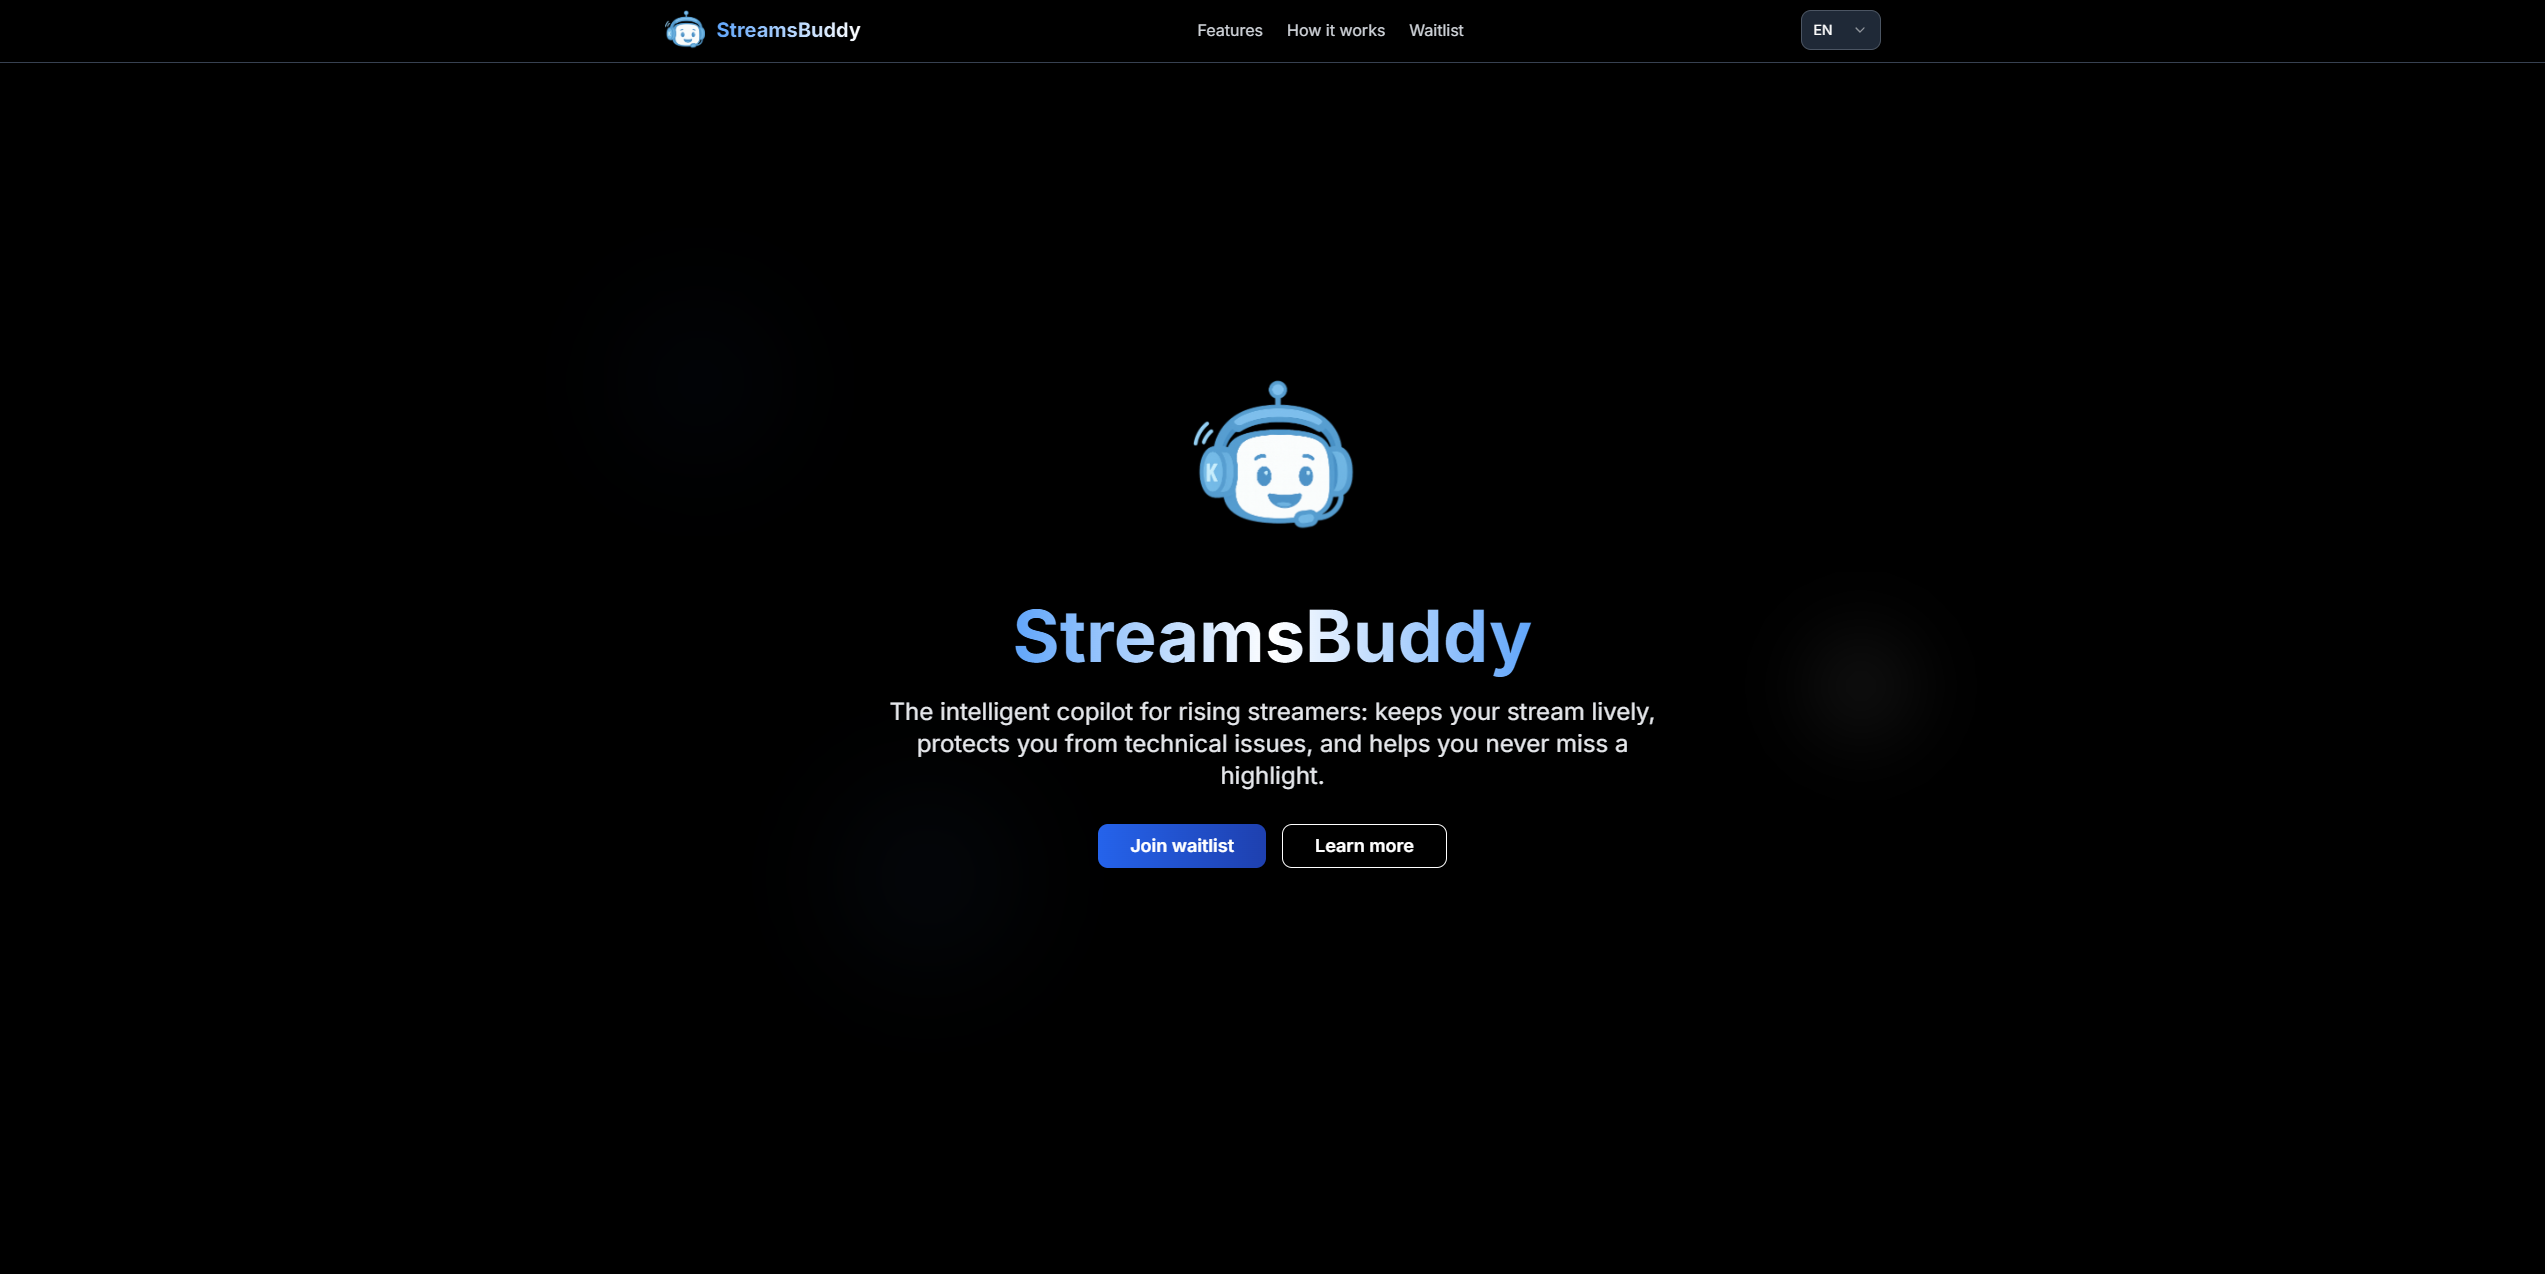 StreamsBuddy
Features
How it works
Waitlist
EN
K
StreamsBuddy
The intelligent copilot for rising streamers: keeps your stream lively,
protects you from technical issues, and helps you never miss a
highlight.
Join waitlist
Learn more